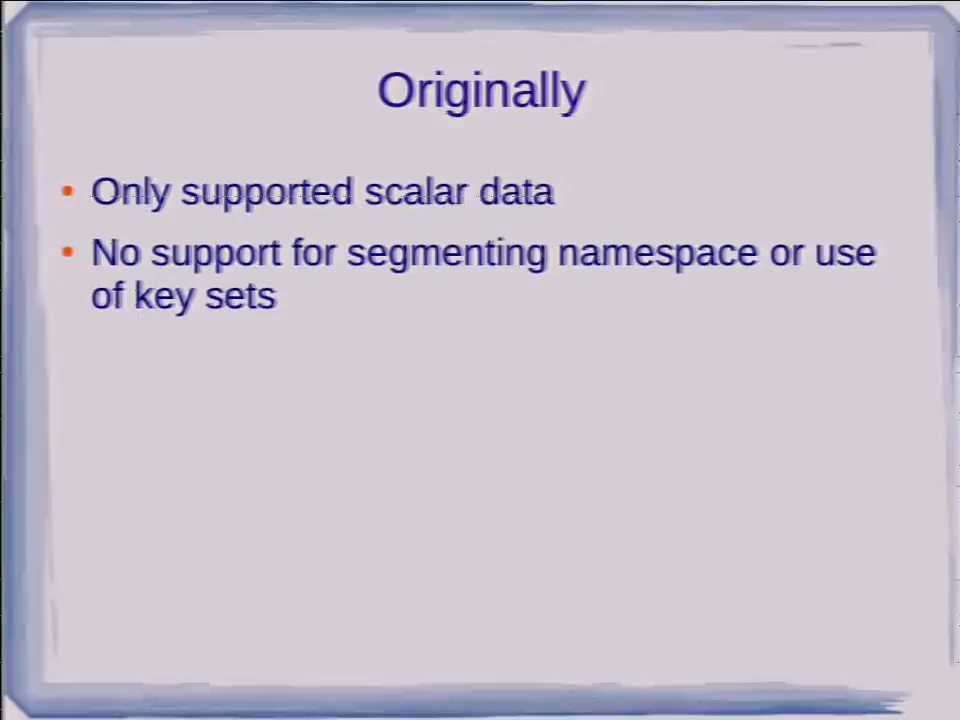 Originally
• Only supported scalar data
• No support for segmenting namespace or use
of key sets